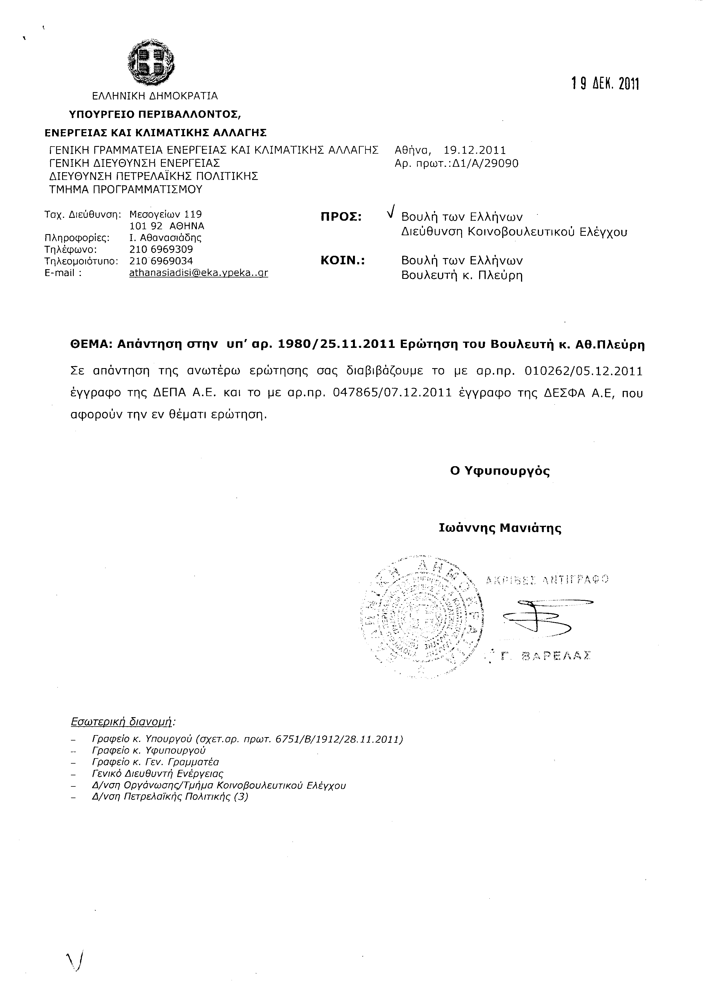 19 ΔΕΚ. 2011
ΕΛΛΗΝΙΚΗ ΔΗΜΟΚΡΑΤΙΑ
ΥΠΟΥΡΓΕΙΟ ΠΕΡΙΒΑΛΛΟΝΤΟΣ,
ΕΝΕΡΓΕΙΑΣ ΚΑΙ ΚΛΙΜΑΤΙΚΗΣ ΑΛΛΑΓΗΣ
ΓΕΝΙΚΗ ΓΡΑΜΜΑΤΕΙΑ ΕΝΕΡΓΕΙΑΣ ΚΑΙ ΚΛΙΜΑΤΙΚΗΣ ΑΛΛΑΓΗΣ Αθήνα, 19.12.2011
ΓΕΝΙΚΗ ΔΙΕΥΘΥΝΣΗ ΕΝΕΡΓΕΙΑΣ Αρ. πρωτ.:Δ1/Α/29090
ΔΙΕΥΘΥΝΣΗ ΠΕΤΡΕΛΑΪΚΗΣ ΠΟΛΙΤΙΚΗΣ
ΤΜΗΜΑ ΠΡΟΓΡΑΜΜΑΤΙΣΜΟΥ
Ταχ. Διεύθυνση: Μεσογείων 119
101 92 ΑΘΗΝΑ
Πληροφορίες: Ι. Αθανασιάδης
Τηλέφωνο: 210 6969309
Τηλεομοιότυπο: 210 6969034
E-mail : athanasiadisi@eka.ypeka..gr
ΠΡΟΣ: √ Βουλή των Ελλήνων
Διεύθυνση Κοινοβουλευτικού Ελέγχου
ΚΟΙΝ.: Βουλή των Ελλήνων
Βουλευτή κ. Πλεύρη
ΘΕΜΑ: Απάντηση στην υπ' αρ. 1980/25.11.2011 Ερώτηση του Βουλευτή κ. Αθ.Πλεύρη
Σε απάντηση της ανωτέρω ερώτησης σας διαβιβάζουμε το με αρ.πρ. 010262/05.12.2011
έγγραφο της ΔΕΠΑ Α.Ε. και το με αρ.πρ. 047865/07.12.2011 έγγραφο της ΔΕΣΦΑ Α.Ε, που
αφορούν την εν θέματι ερώτηση.
Ο Υφυπουργός
Ιωάννης Μανιάτης
ΕΛΛΗΝΙΚΗ ΔΗΜΟΚΡΑΤΙΑ
ΑΚΡΙΒΕΣ ΑΝΤΙΓΡΑΦΟ
Γ. ΒΑΡΕΛΑΣ
Εσωτερική διανομή:
- Γραφείο κ. Υπουργού (σχετ.αρ. πρωτ. 6751/Β/1912/28.11.2011)
- Γραφείο κ. Υφυπουργού
- Γραφείο κ. Γεν. Γραμματέα
- Γενικό Διευθυντή Ενέργειας
- Δ/νση Οργάνωσης/Τμήμα Κοινοβουλευτικού Ελέγχου
- Δ/νση Πετρελαϊκής Πολιτικής (3)